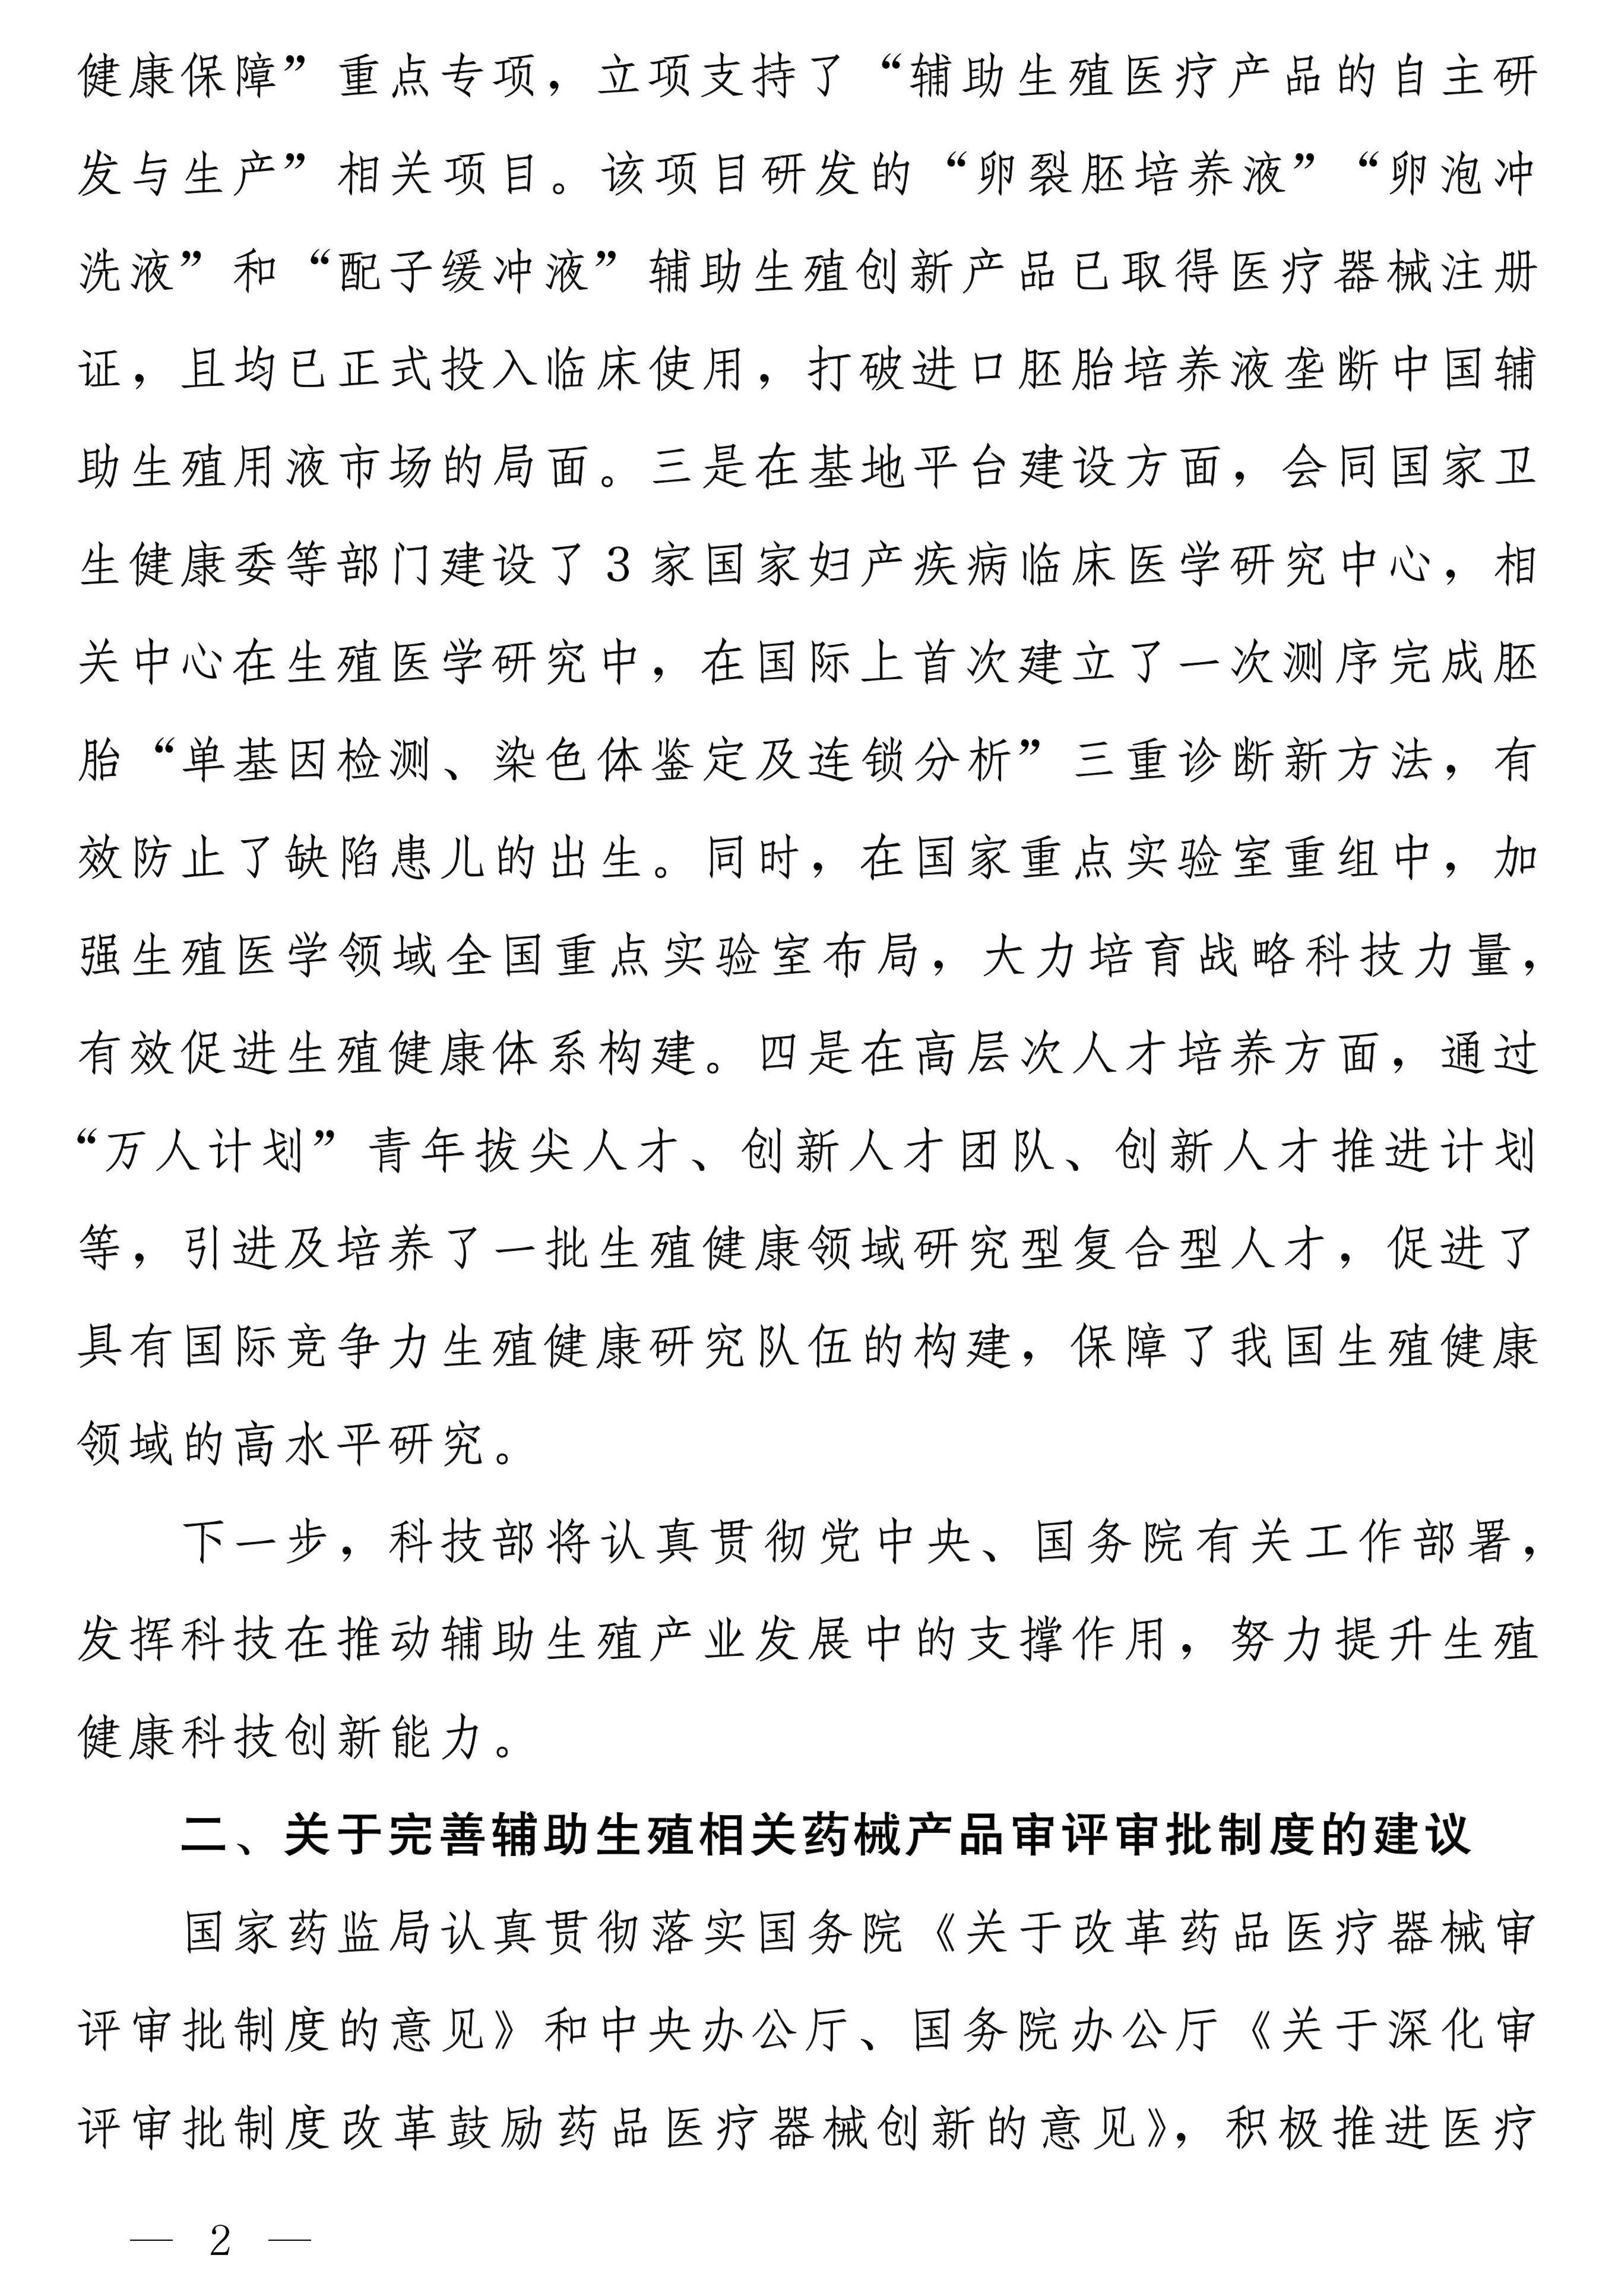 健康保障”重点专项，立项支持了“辅助生殖医疗产品的自主研
发与生产”相关项目。该项目研发的“卵裂胚培养液”“卵泡冲
洗液”和“配子缓冲液”辅助生殖创新产品已取得医疗器械注册
证，且均已正式投入临床使用，打破进口胚胎培养液垄断中国辅
助生殖用液市场的局面。三是在基地平台建设方面，会同国家卫
生健康委等部门建设了3家国家妇产疾病临床医学研究中心，相
关中心在生殖医学研究中，在国际上首次建立了一次测序完成胚
胎“单基因检测、染色体鉴定及连锁分析”三重诊断新方法，有
效防止了缺陷患儿的出生。同时，在国家重点实验室重组中，加
强生殖医学领域全国重点实验室布局，大力培育战略科技力量，
有效促进生殖健康体系构建。四是在高层次人才培养方面，通过
“万人计划”青年拔尖人才、创新人才团队、创新人才推进计划
等，引进及培养了一批生殖健康领域研究型复合型人才，促进了
具有国际竞争力生殖健康研究队伍的构建，保障了我国生殖健康
领域的高水平研究。
下一步，科技部将认真贯彻党中央、国务院有关工作部署，
发挥科技在推动辅助生殖产业发展中的支撑作用，努力提升生殖
健康科技创新能力。
二、关于完善辅助生殖相关药械产品审评审批制度的建议
国家药监局认真贯彻落实国务院《关于改革药品医疗器械审
评审批制度的意见》和中央办公厅、国务院办公厅《关于深化审
评审批制度改革鼓励药品医疗器械创新的意见》，积极推进医疗
— 2 —